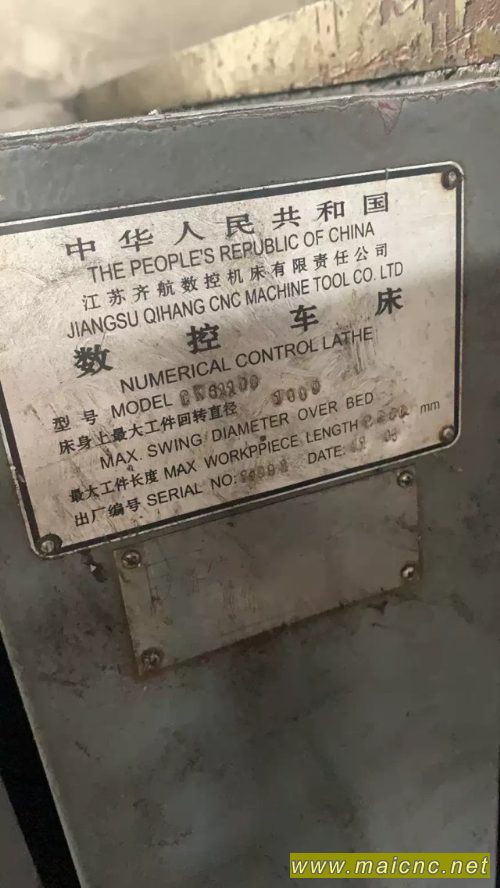 中华人民共和国
THE PEOPLE'S REPUBLIC OF CHINA
江苏齐航数控机床有限责任公司
JIANGSU QIHANG CNC MACHINE TOOL CO. LTD
数控车床
NUMERICAL CONTROL LATHE
型号 MODEL CK61100
床身上最大工件回转直径 1000
MAX. SWING DIAMETER OVER BED
最大工件长度 MAX WORKPPIECE LENGTH mm
出厂编号 SERIAL NO: DATE:
www.maicnc.net